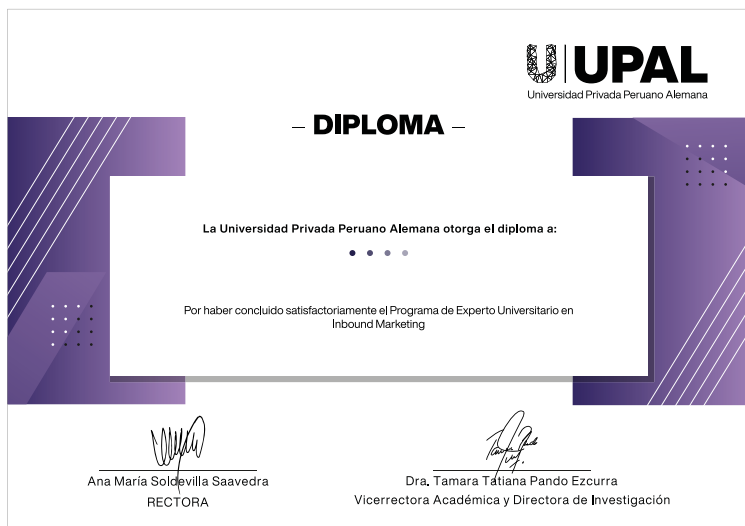 UPAL
Universidad Privada Peruano Alemana
– DIPLOMA –
La Universidad Privada Peruano Alemana otorga el diploma a:
Por haber concluido satisfactoriamente el Programa de Experto Universitario en
Inbound Marketing
Ana María Soldevilla Saavedra
RECTORA
Dra. Tamara Tatiana Pando Ezcurra
Vicerrectora Académica y Directora de Investigación